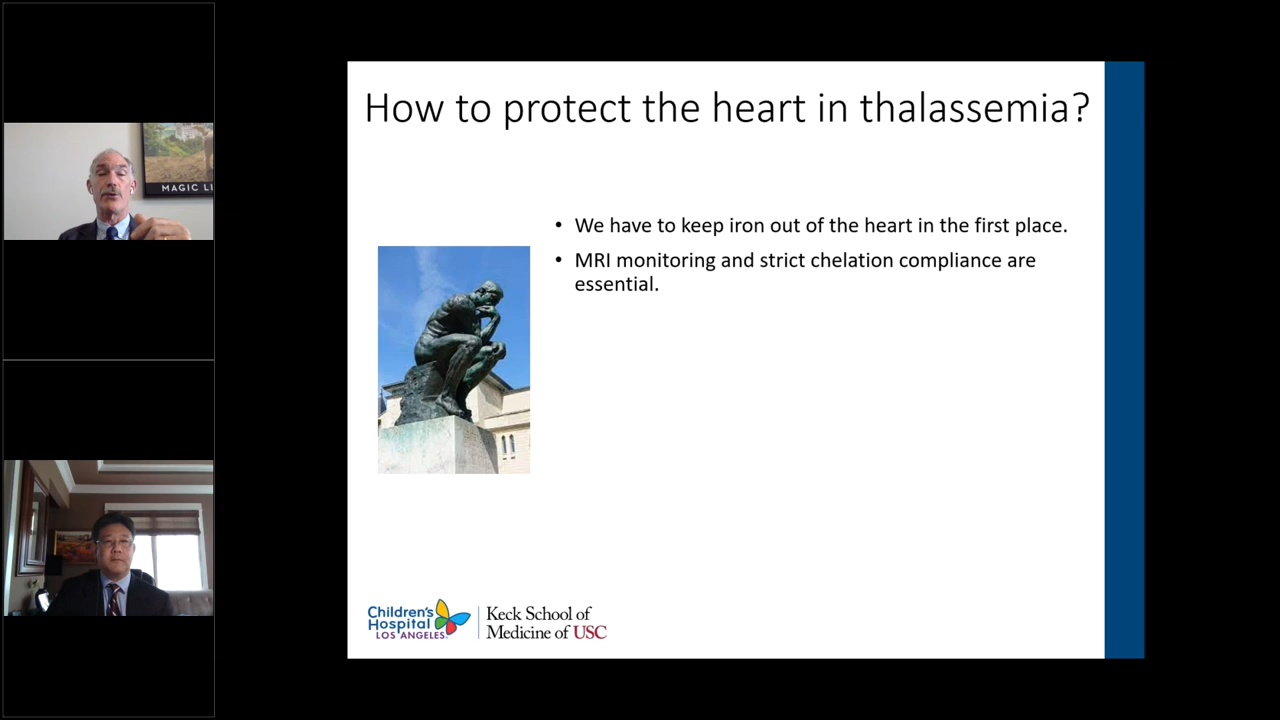 MAGIC LI
How to protect the heart in thalassemia?
• We have to keep iron out of the heart in the first place.
• MRI monitoring and strict chelation compliance are
essential.
Children's
Hospital
LOS ANGELES
Keck School of
Medicine of USC